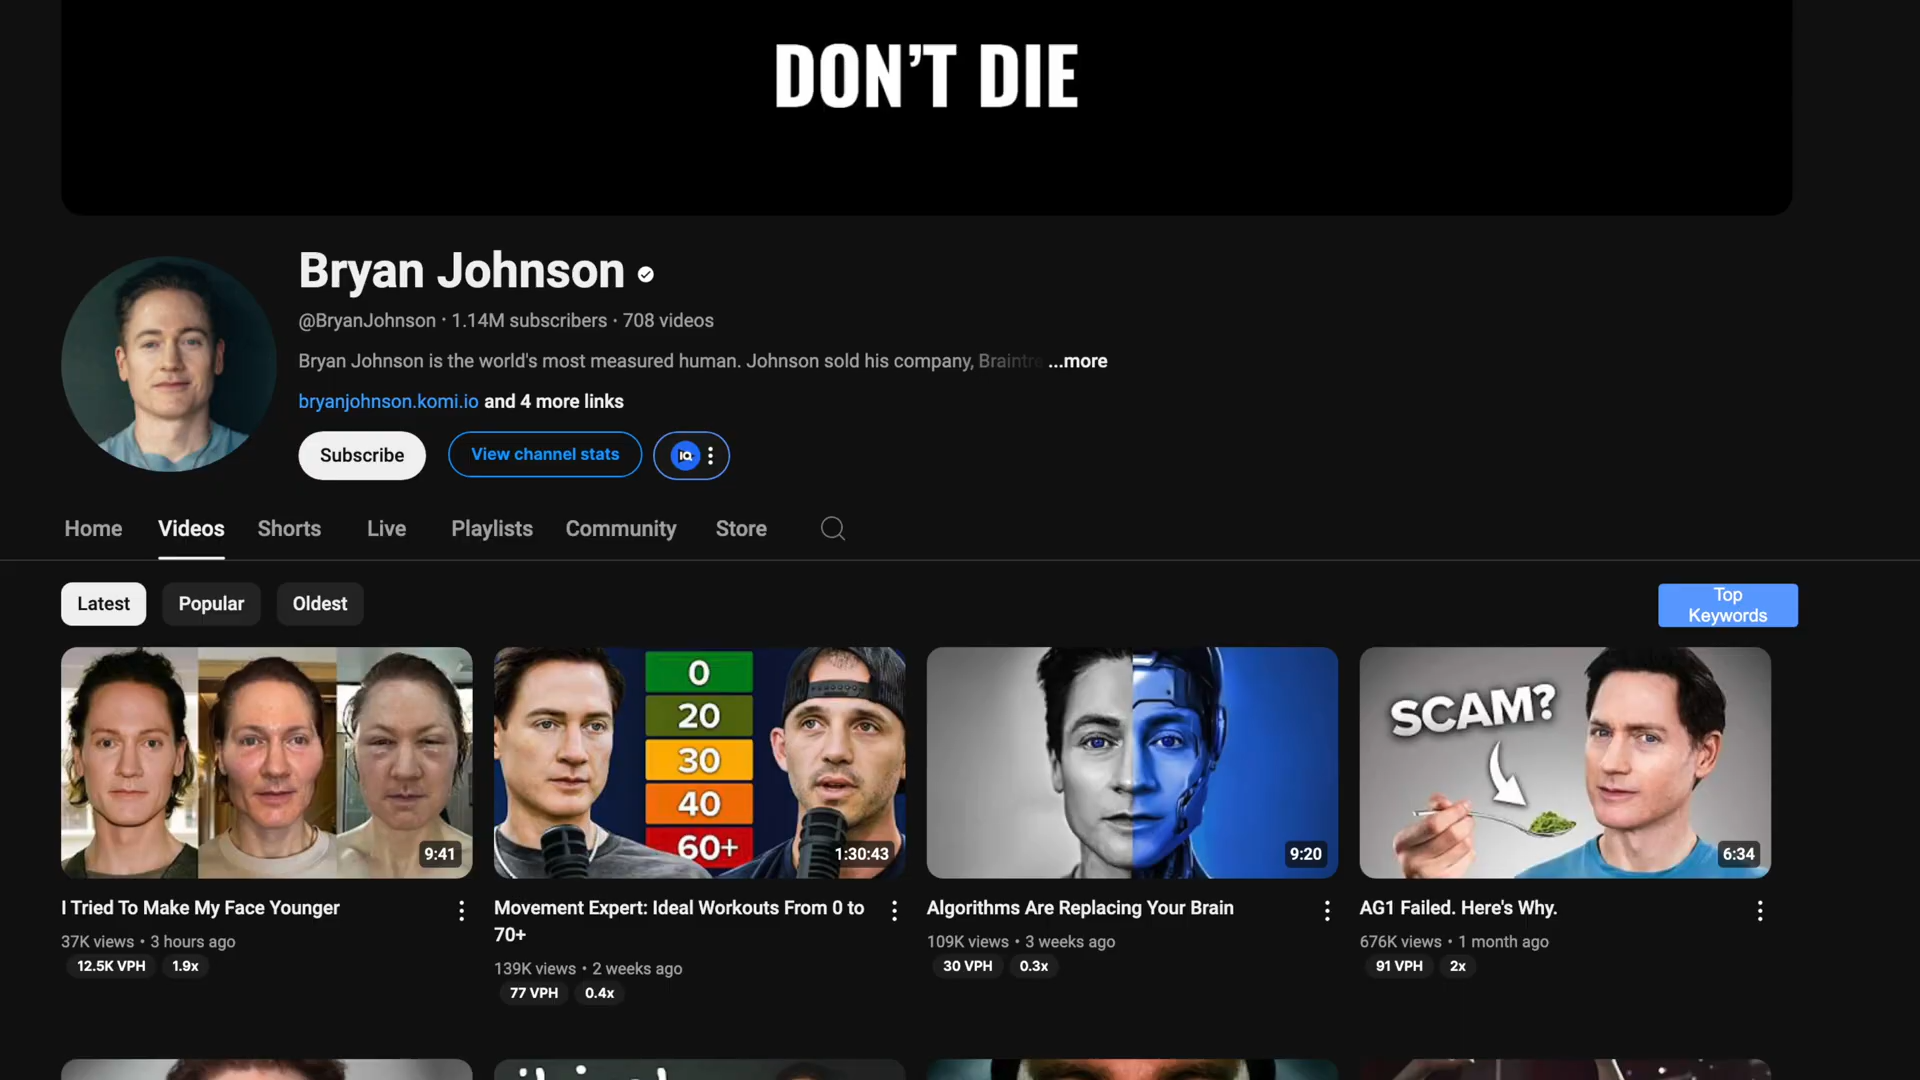 DON'T DIE
Bryan Johnson
@BryanJohnson · 1.14M subscribers · 708 videos
Bryan Johnson is the world's most measured human. Johnson sold his company, Braintre ...more
bryanjohnson.komi.io and 4 more links
Subscribe
View channel stats
IQ
Home Videos Shorts Live Playlists Community Store
Latest Popular Oldest
Top
Keywords
9:41
0
20
30
40
60+
1:30:43
9:20
SCAM?
6:34
I Tried To Make My Face Younger
37K views • 3 hours ago
12.5K VPH 1.9x
Movement Expert: Ideal Workouts From 0 to
70+
139K views • 2 weeks ago
77 VPH 0.4x
Algorithms Are Replacing Your Brain
109K views • 3 weeks ago
30 VPH 0.3x
AG1 Failed. Here's Why.
676K views • 1 month ago
91 VPH 2x